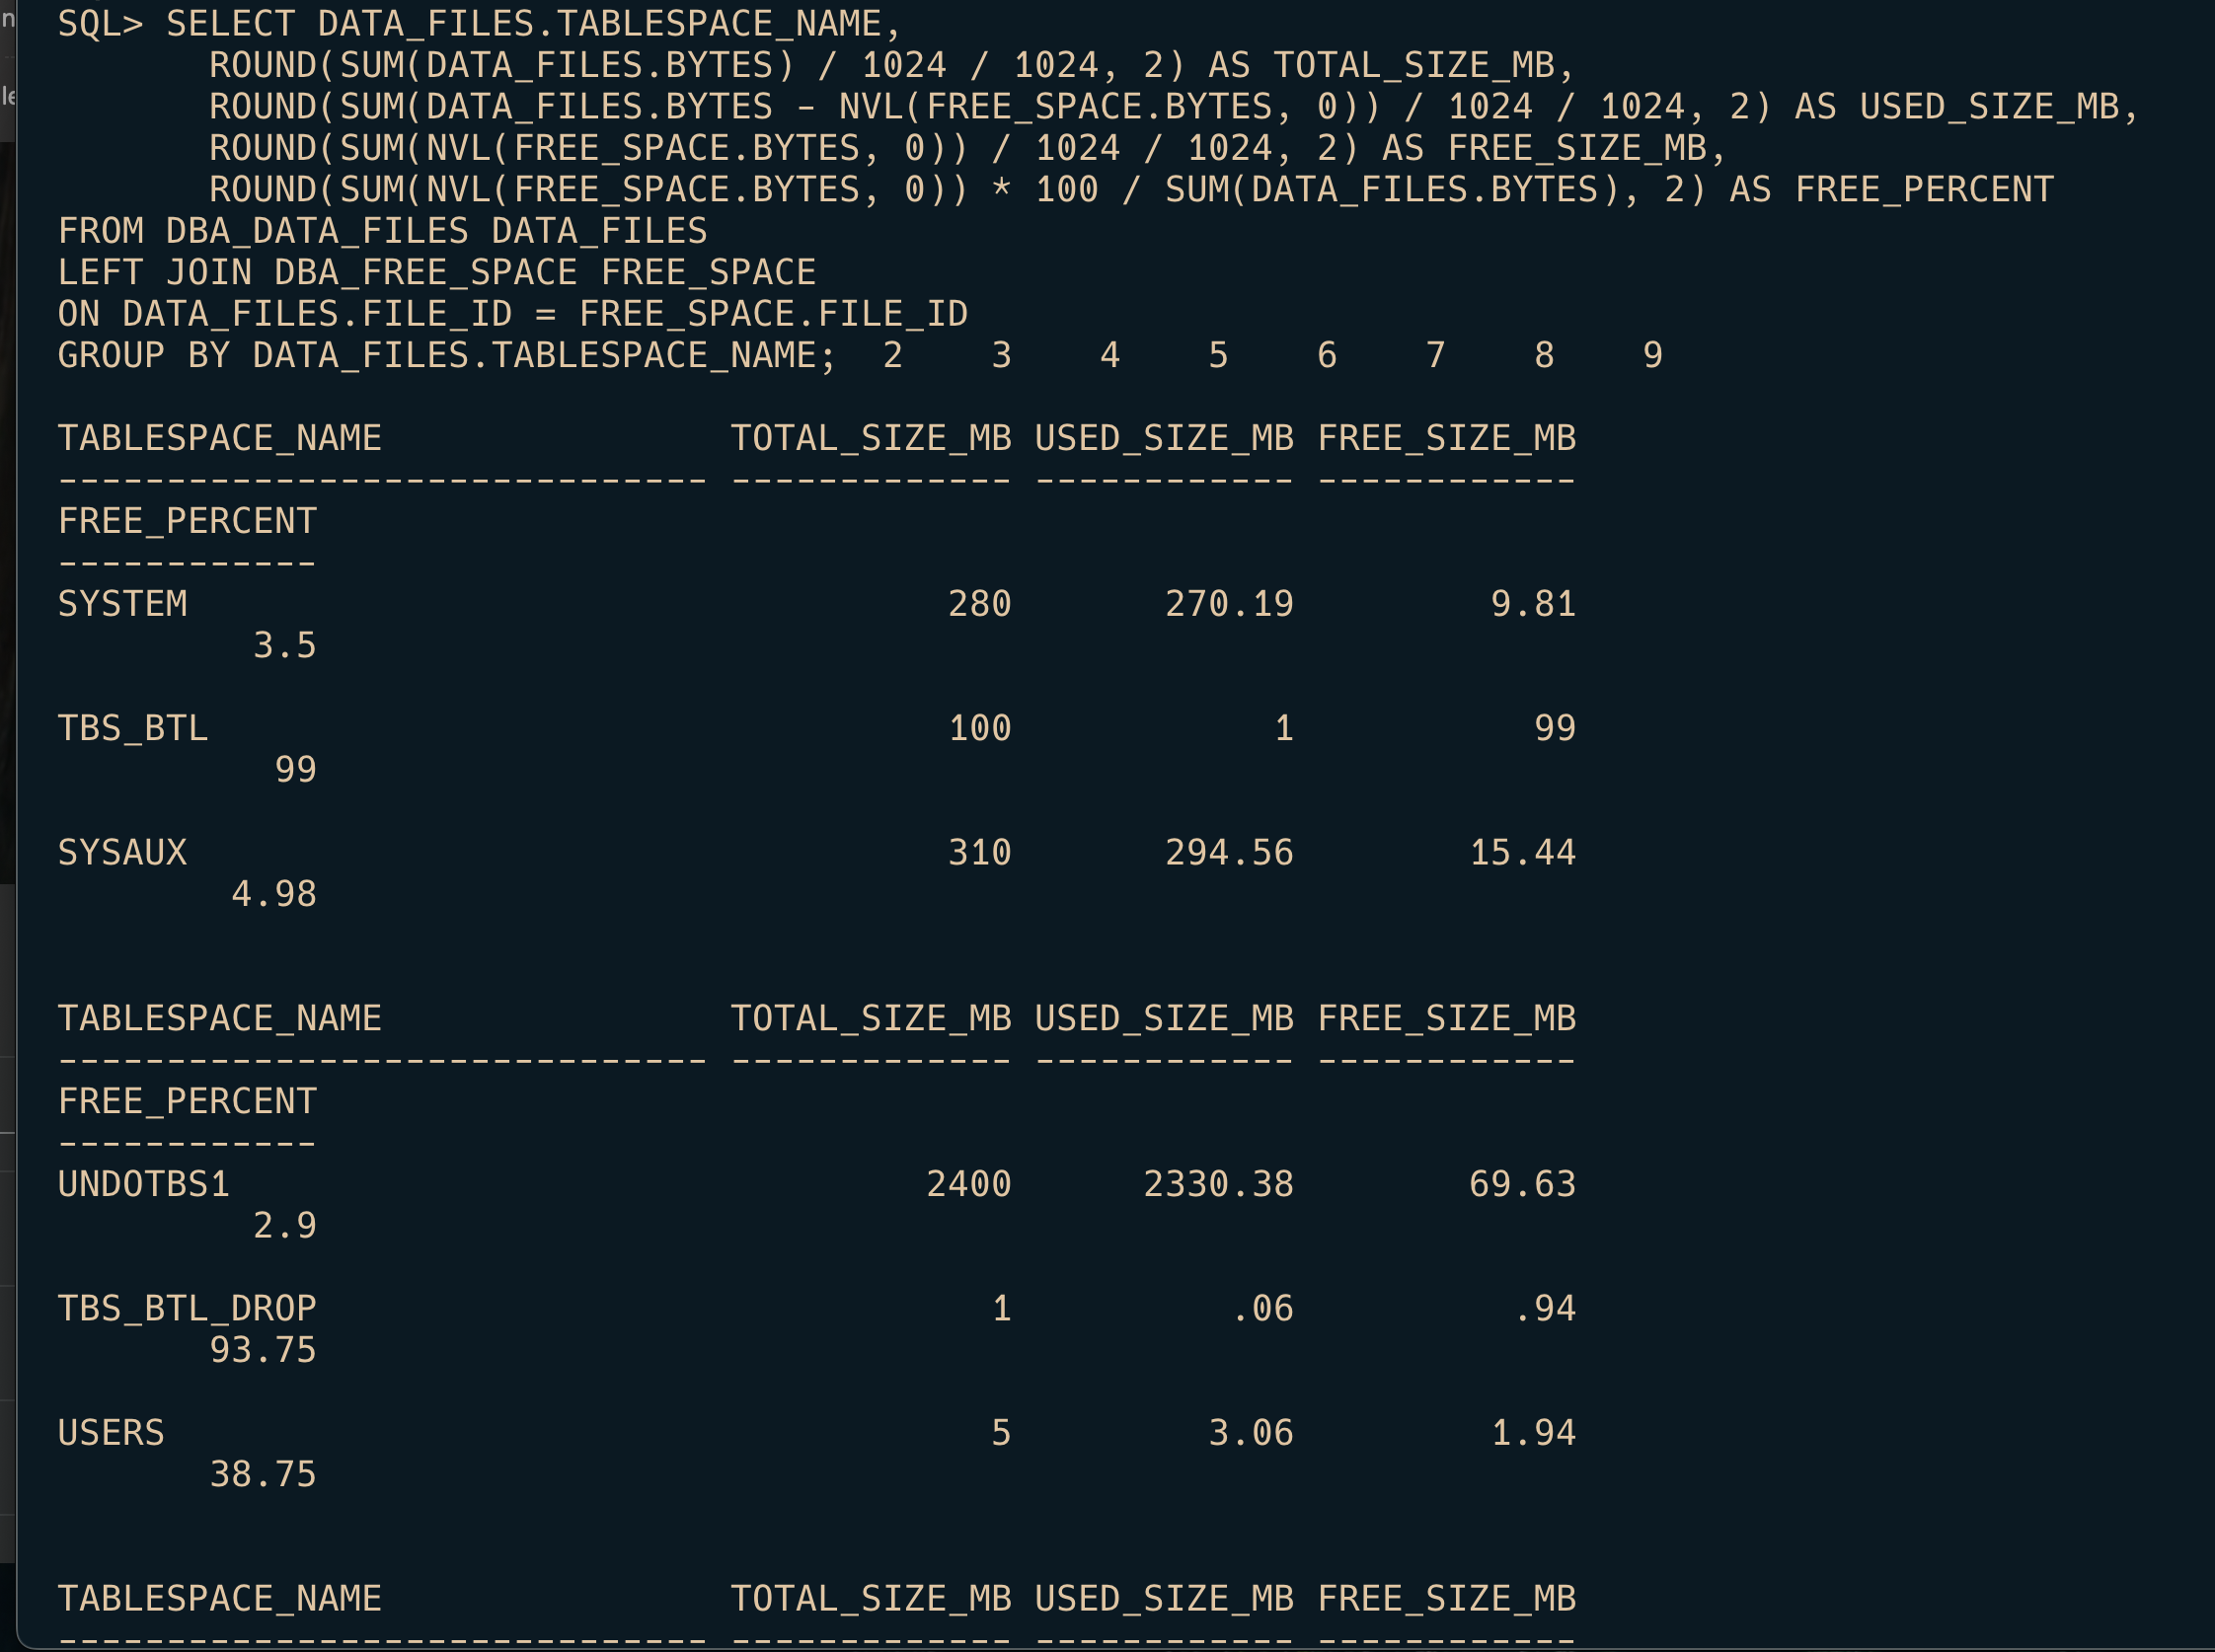 SQL> SELECT DATA_FILES.TABLESPACE_NAME,
       ROUND(SUM(DATA_FILES.BYTES) / 1024 / 1024, 2) AS TOTAL_SIZE_MB,
       ROUND(SUM(DATA_FILES.BYTES - NVL(FREE_SPACE.BYTES, 0)) / 1024 / 1024, 2) AS USED_SIZE_MB,
       ROUND(SUM(NVL(FREE_SPACE.BYTES, 0)) / 1024 / 1024, 2) AS FREE_SIZE_MB,
       ROUND(SUM(NVL(FREE_SPACE.BYTES, 0)) * 100 / SUM(DATA_FILES.BYTES), 2) AS FREE_PERCENT
FROM DBA_DATA_FILES DATA_FILES
LEFT JOIN DBA_FREE_SPACE FREE_SPACE
ON DATA_FILES.FILE_ID = FREE_SPACE.FILE_ID
GROUP BY DATA_FILES.TABLESPACE_NAME;  2    3    4    5    6    7    8    9
TABLESPACE_NAME                TOTAL_SIZE_MB USED_SIZE_MB FREE_SIZE_MB
------------------------------ ------------- ------------ ------------
FREE_PERCENT
------------
SYSTEM                                   280       270.19         9.81
         3.5
TBS_BTL                                  100            1           99
          99
SYSAUX                                   310       294.56        15.44
        4.98
TABLESPACE_NAME                TOTAL_SIZE_MB USED_SIZE_MB FREE_SIZE_MB
------------------------------ ------------- ------------ ------------
FREE_PERCENT
------------
UNDOTBS1                                2400      2330.38        69.63
         2.9
TBS_BTL_DROP                               1          .06          .94
       93.75
USERS                                      5         3.06         1.94
       38.75
TABLESPACE_NAME                TOTAL_SIZE_MB USED_SIZE_MB FREE_SIZE_MB
------------------------------ ------------- ------------ ------------